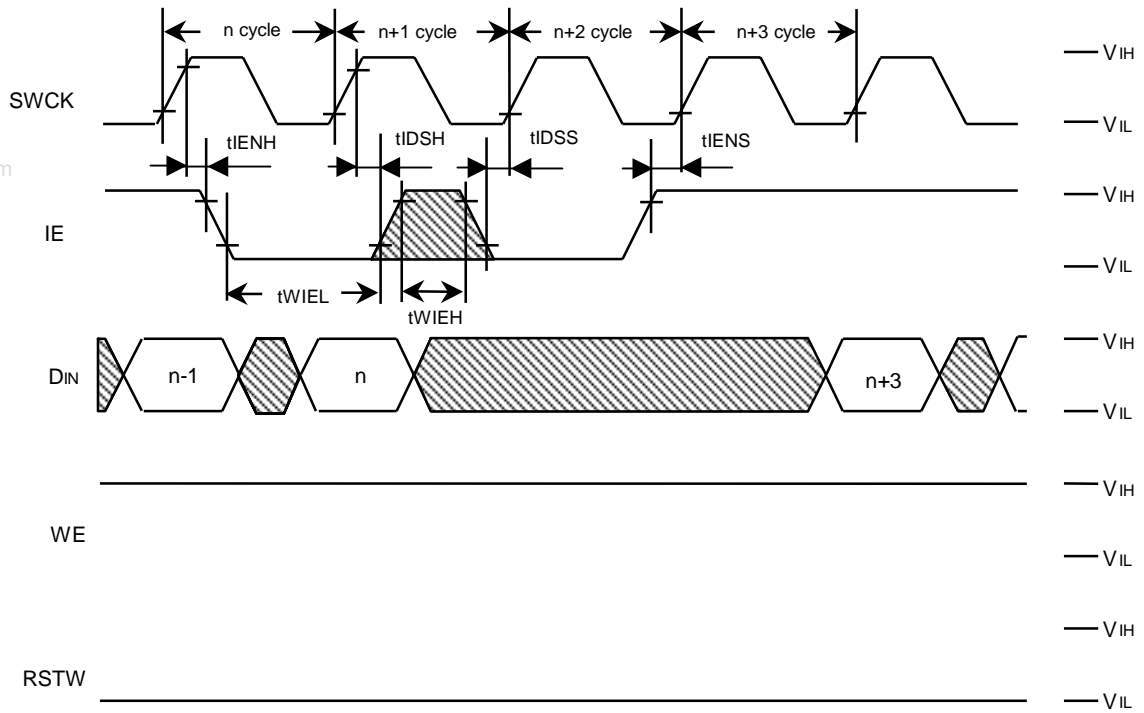 n cycle n+1 cycle n+2 cycle n+3 cycle
VIH
SWCK
VIL
tIENH tIDSH tIDSS tIENS
m
VIH
IE
VIL
tWIEL
tWIEH
VIH
DIN n-1 n n+3
VIL
VIH
WE
VIL
VIH
RSTW
VIL